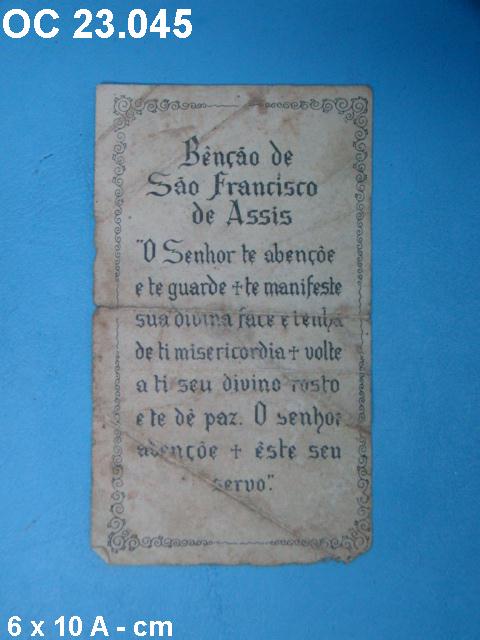 OC 23.045
Bênção de
São Francisco
de Assis
"O Senhor te abençõe
e te guarde + te manifeste
sua divina face e tenha
de ti misericordia + volte
a ti seu divino rosto
e te dê paz. O senhor
abençõe + êste seu
servo".
6 x 10 A - cm